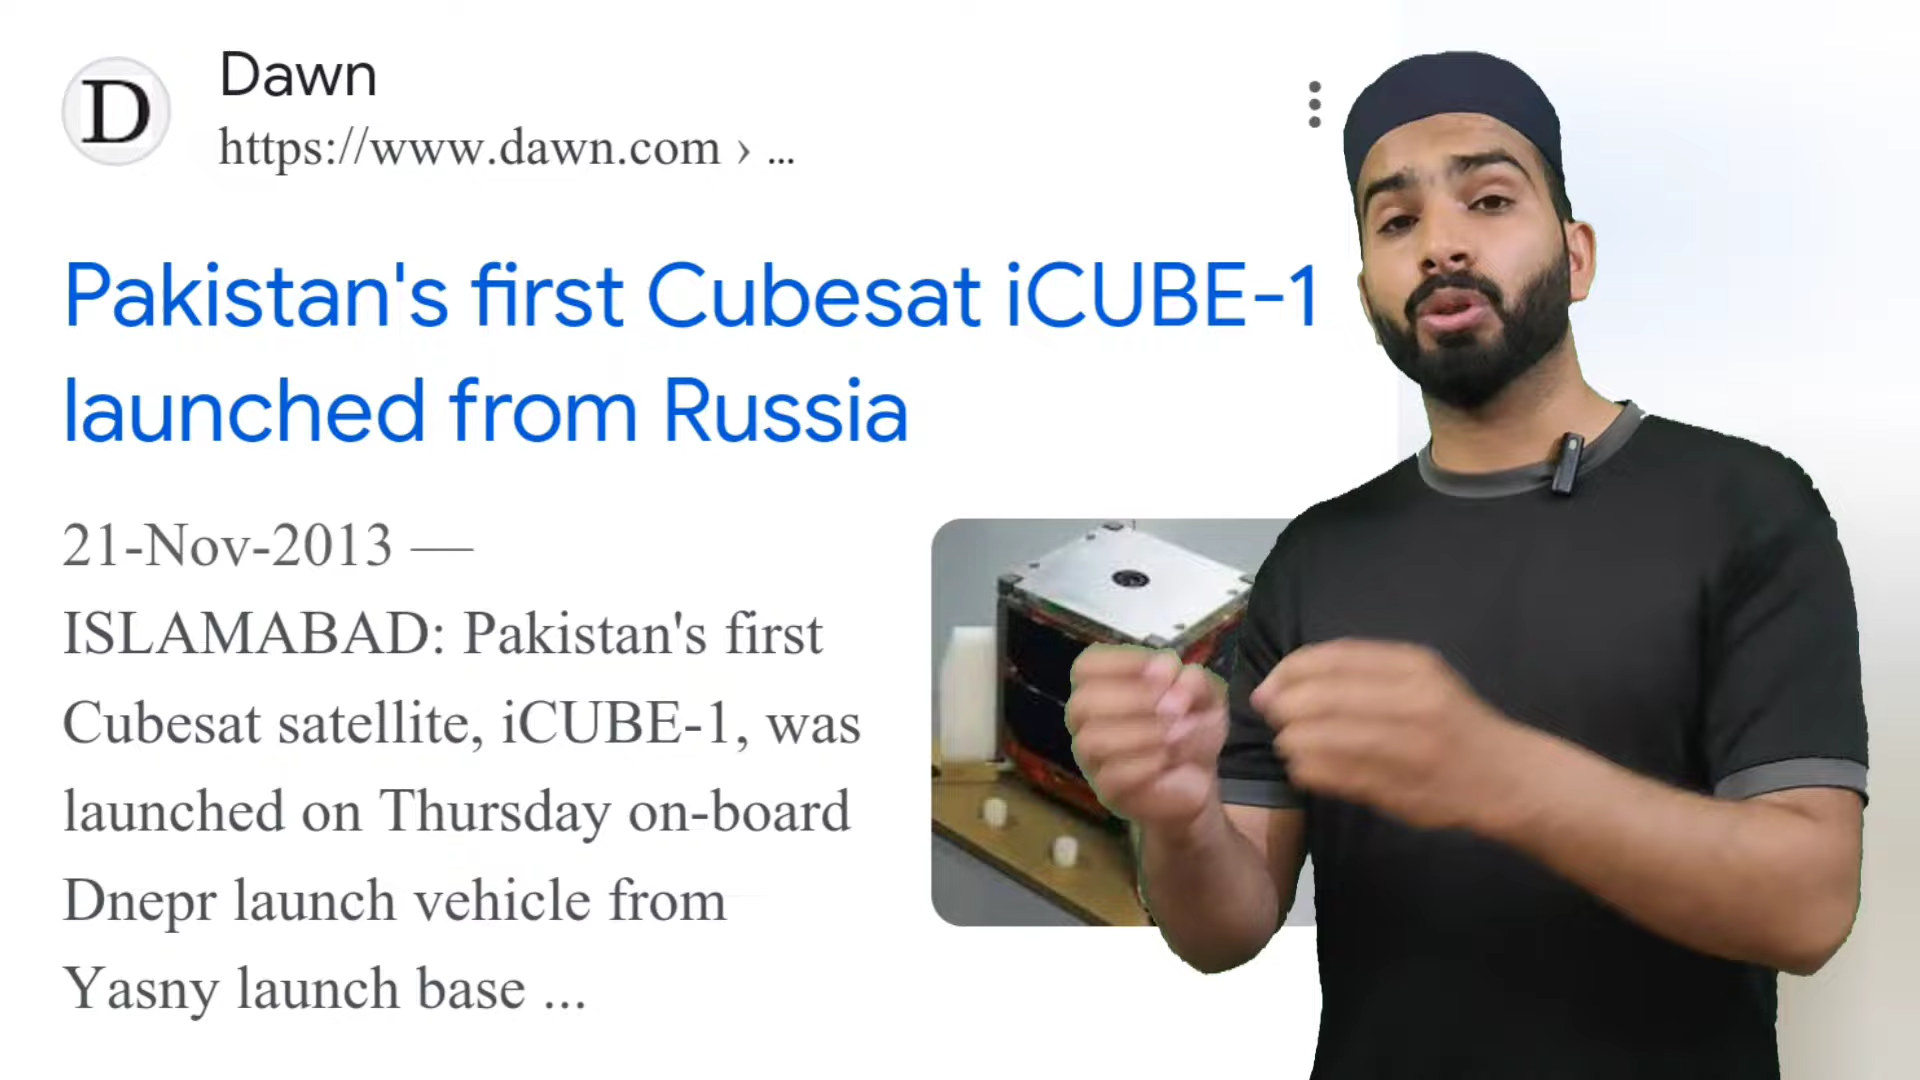 D
Dawn
https://www.dawn.com › ...
Pakistan's first Cubesat iCUBE-1
launched from Russia
21-Nov-2013 —
ISLAMABAD: Pakistan's first
Cubesat satellite, iCUBE-1, was
launched on Thursday on-board
Dnepr launch vehicle from
Yasny launch base ...